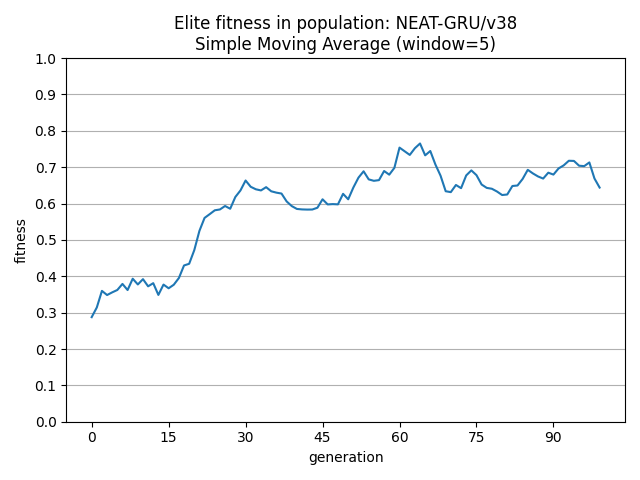 Elite fitness in population: NEAT-GRU/v38
Simple Moving Average (window=5)
1.0
0.9
0.8
0.7
0.6
0.5
0.4
0.3
0.2
0.1
0.0
fitness
0 15 30 45 60 75 90
generation